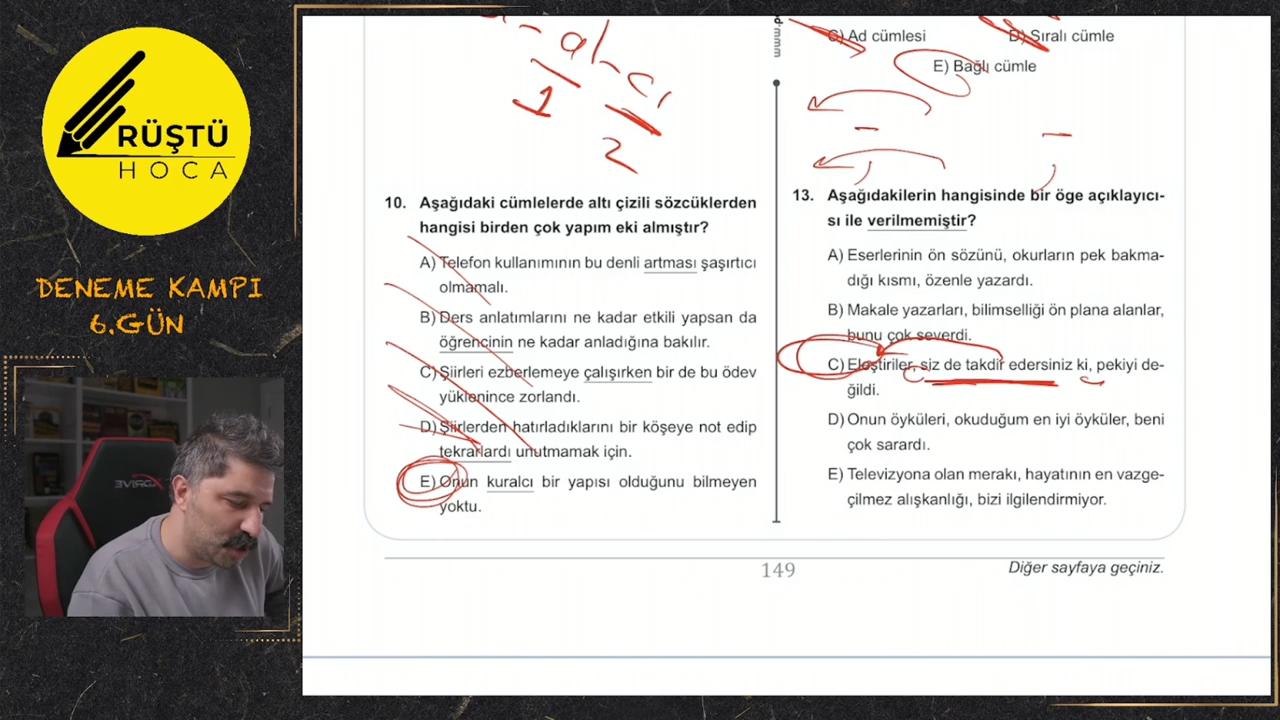 RÜŞTÜ
HOCA
DENEME KAMPI
6.GÜN
1
2
10. Aşağıdaki cümlelerde altı çizili sözcüklerden
hangisi birden çok yapım eki almıştır?
A) Telefon kullanımının bu denli artması şaşırtıcı
olmamalı.
B) Ders anlatımlarını ne kadar etkili yapsan da
öğrencinin ne kadar anladığına bakılır.
C) Şiirleri ezberlemeye çalışırken bir de bu ödev
yüklenince zorlandı.
D) Şiirlerden hatırladıklarını bir köşeye not edip
tekrarlardı unutmamak için.
E) Onun kuralcı bir yapısı olduğunu bilmeyen
yoktu.
C) Ad cümlesi
D) Sıralı cümle
E) Bağlı cümle
13. Aşağıdakilerin hangisinde bir öge açıklayıcı-
sı ile verilmemiştir?
A) Eserlerinin ön sözünü, okurların pek bakma-
dığı kısmı, özenle yazardı.
B) Makale yazarları, bilimselliği ön plana alanlar,
bunu çok severdi.
C) Eleştiriler, siz de takdir edersiniz ki, pekiyi de-
ğildi.
D) Onun öyküleri, okuduğum en iyi öyküler, beni
çok sarardı.
E) Televizyona olan merakı, hayatının en vazge-
çilmez alışkanlığı, bizi ilgilendirmiyor.
149
Diğer sayfaya geçiniz.